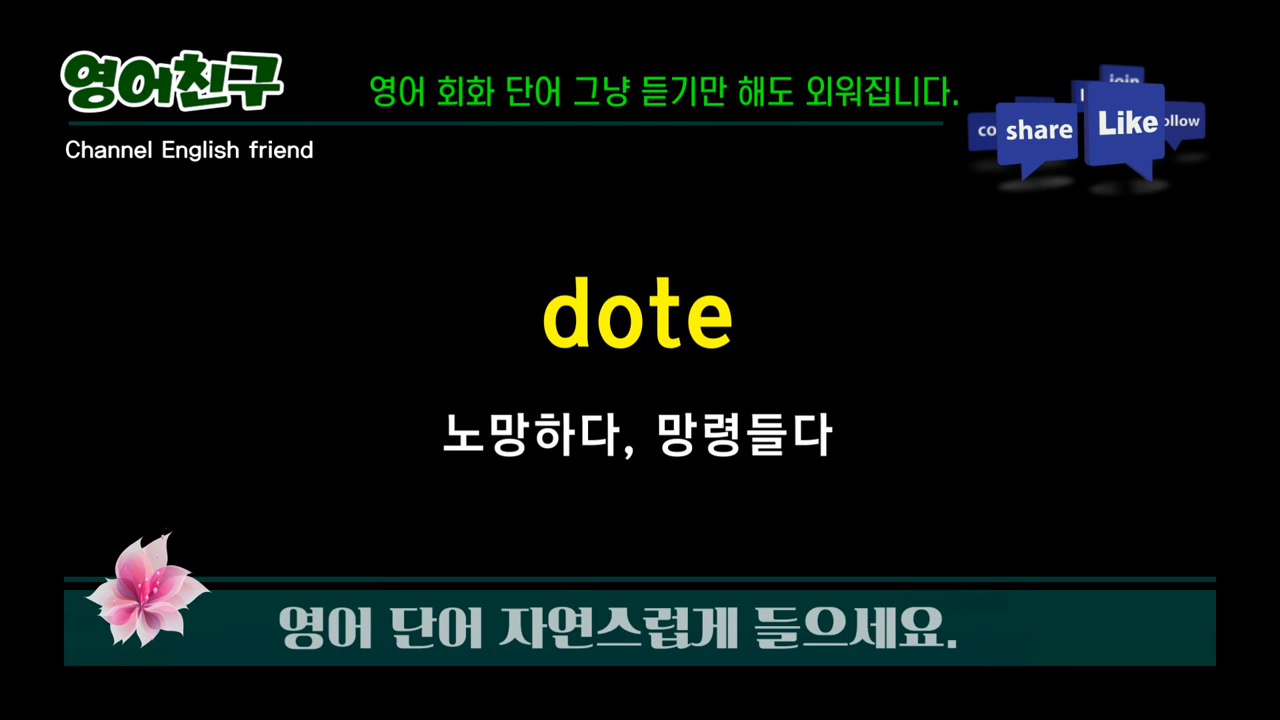 영어친구
영어 회화 단어 그냥 듣기만 해도 외워집니다.
Channel English friend
join
share
Like
dote
노망하다, 망령들다
영어 단어 자연스럽게 들으세요.